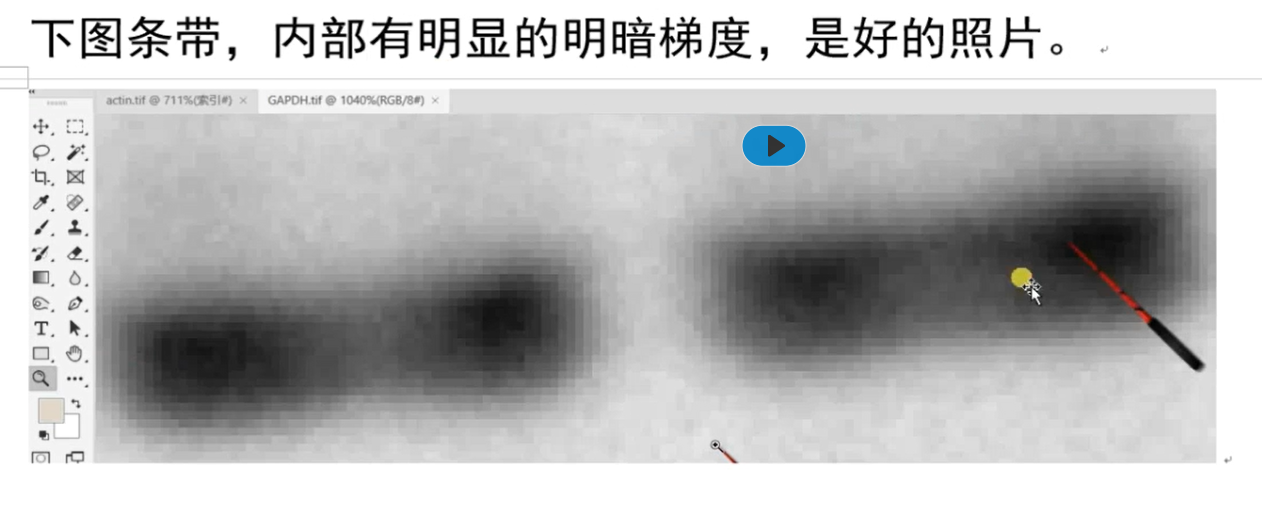 下图条带，内部有明显的明暗梯度，是好的照片。
actin.tif @ 711%(索引#) × GAPDH.tif @ 1040%(RGB/8#) ×